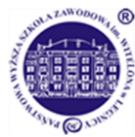 PAŃSTWOWA WYŻSZA SZKOŁA ZAWODOWA im. WITELONA w LEGNICY
®